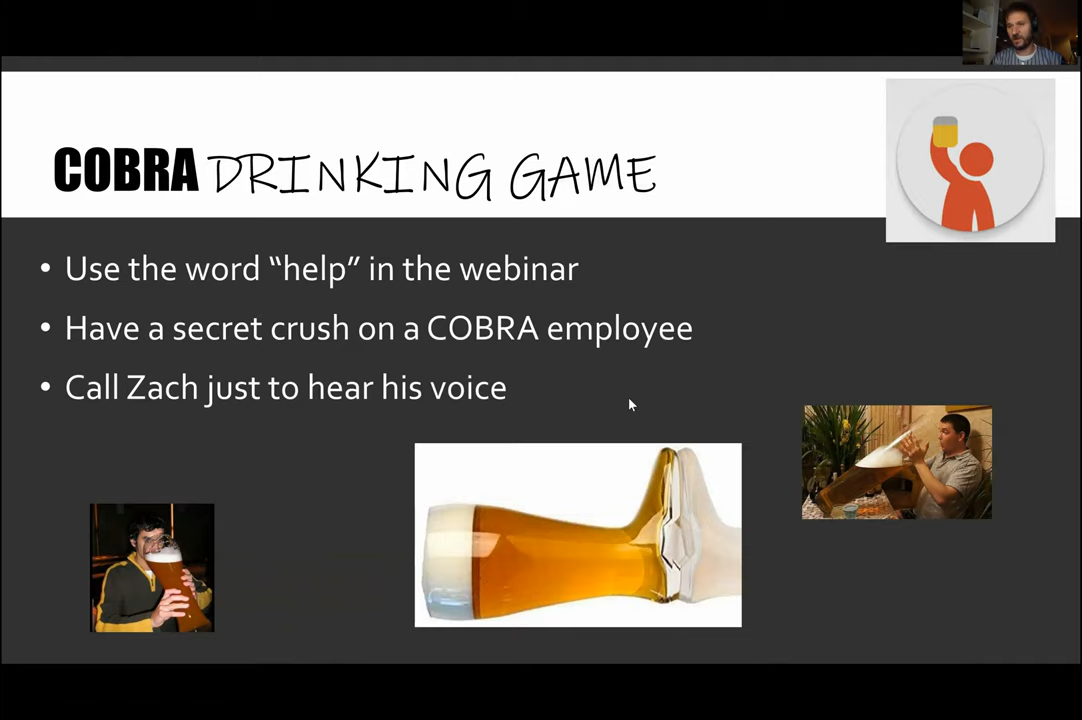 COBRA DRINKING GAME
• Use the word “help” in the webinar
• Have a secret crush on a COBRA employee
• Call Zach just to hear his voice